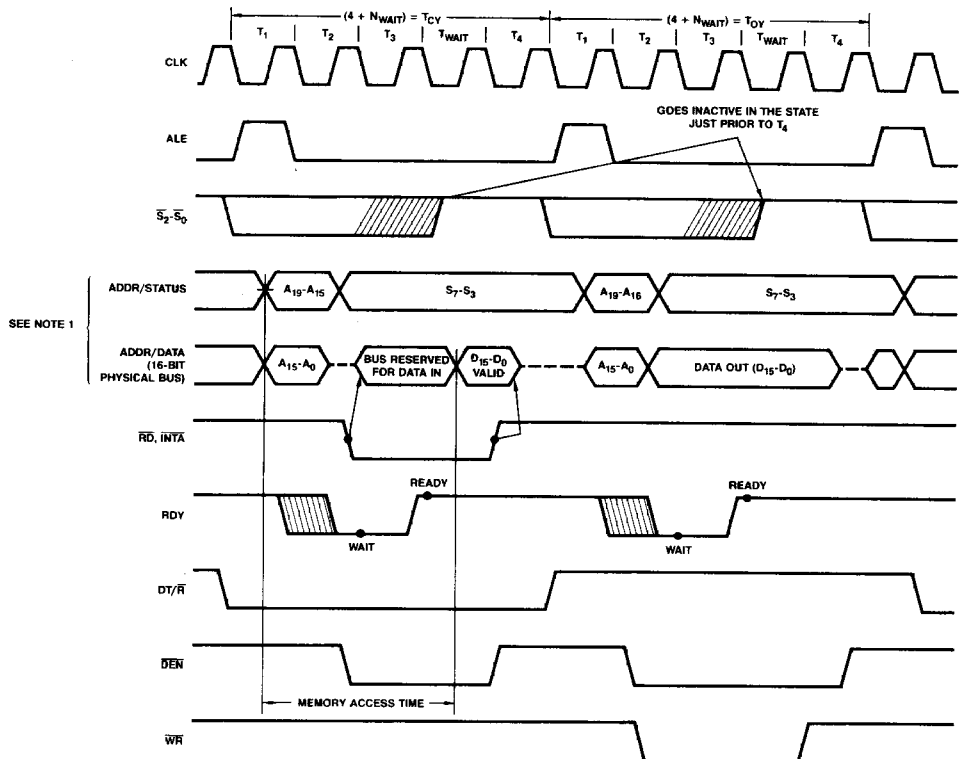 (4 + NWAIT) = TCY (4 + NWAIT) = TOY
T1 T2 T3 TWAIT T4 T1 T2 T3 TWAIT T4
CLK
GOES INACTIVE IN THE STATE
JUST PRIOR TO T4
ALE
S2-S0
SEE NOTE 1
ADDR/STATUS A19-A15 S7-S3 A19-A16 S7-S3
ADDR/DATA
(16-BIT
PHYSICAL BUS)
A15-A0
BUS RESERVED
FOR DATA IN
D15-D0
VALID
A15-A0
DATA OUT (D15-D0)
RD, INTA
READY READY
RDY
WAIT WAIT
DT/R
DEN
MEMORY ACCESS TIME
WR